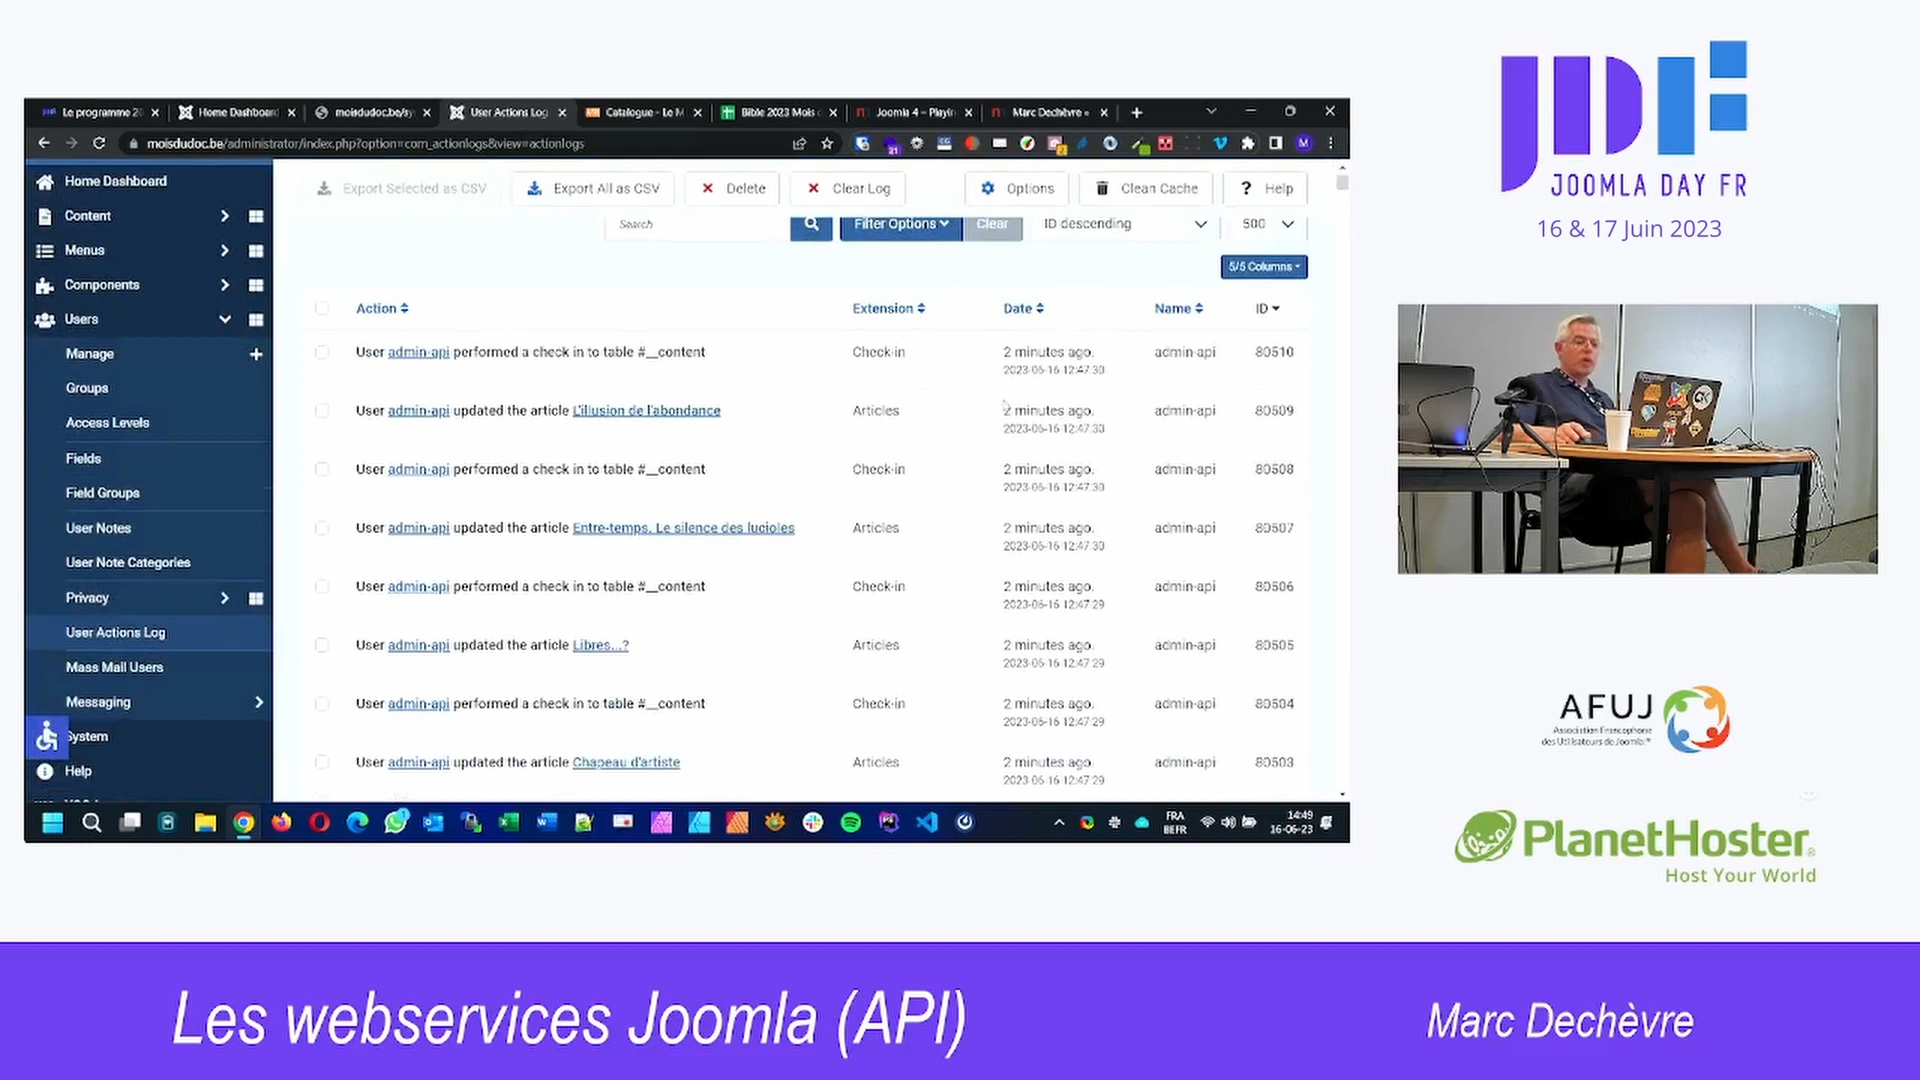 Le programme 2
Home Dashboard
moisdudoc.be/sy
User Actions Log
Catalogue - Le M
Bible 2023 Mois
Joomla 4 – Playin
Marc Dechèvre
moisdudoc.be/administrator/index.php?option=com_actionlogs&view=actionlogs
Home Dashboard
Content
Menus
Components
Users
Manage
Groups
Access Levels
Fields
Field Groups
User Notes
User Note Categories
Privacy
User Actions Log
Mass Mail Users
Messaging
System
Help
Export Selected as CSV
Export All as CSV
Delete
Clear Log
Options
Clean Cache
Help
Search
Filter Options
Clear
ID descending
500
5/5 Columns
Action Extension Date Name ID
User admin-api performed a check in to table #__content Check-in 2 minutes ago. admin-api 80510
2023-06-16 12:47:30
User admin-api updated the article L'illusion de l'abondance Articles 2 minutes ago. admin-api 80509
2023-06-16 12:47:30
User admin-api performed a check in to table #__content Check-in 2 minutes ago. admin-api 80508
2023-06-16 12:47:30
User admin-api updated the article Entre-temps. Le silence des lucioles Articles 2 minutes ago. admin-api 80507
2023-06-16 12:47:30
User admin-api performed a check in to table #__content Check-in 2 minutes ago. admin-api 80506
2023-06-16 12:47:29
User admin-api updated the article Libres...? Articles 2 minutes ago. admin-api 80505
2023-06-16 12:47:29
User admin-api performed a check in to table #__content Check-in 2 minutes ago. admin-api 80504
2023-06-16 12:47:29
User admin-api updated the article Chapeau d'artiste Articles 2 minutes ago. admin-api 80503
2023-06-16 12:47:29
FRA
BEFR
14:49
16-06-23
JDF
JOOMLA DAY FR
16 & 17 Juin 2023
AFUJ
Association Francophone
des Utilisateurs de Joomla!®
PlanetHoster®
Host Your World
Les webservices Joomla (API)
Marc Dechèvre